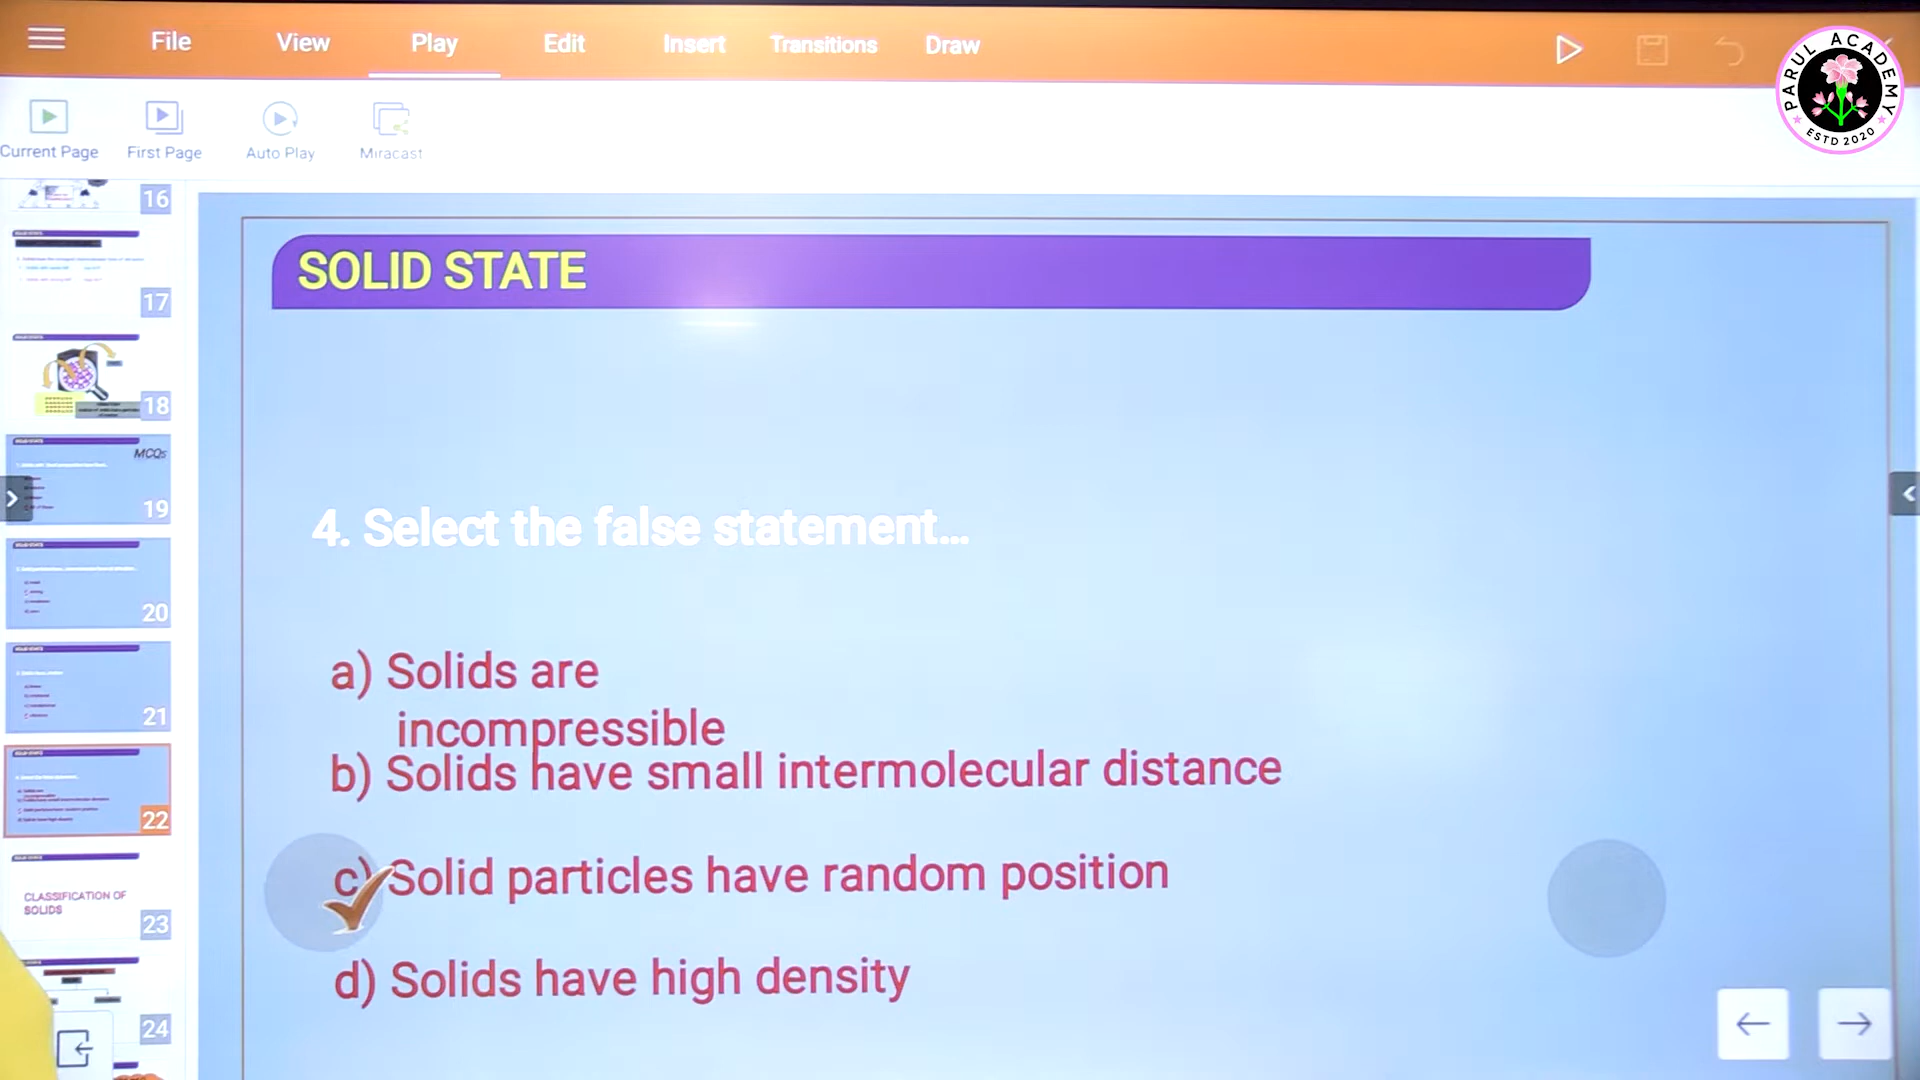 File View Play Edit Insert Transitions Draw
PARUL ACADEMY
ESTD 2020
Current Page First Page Auto Play Miracast
16
17
18
MCQs
19
20
21
22
CLASSIFICATION OF
SOLIDS
23
24
SOLID STATE
4. Select the false statement...
a) Solids are
incompressible
b) Solids have small intermolecular distance
c) Solid particles have random position
d) Solids have high density